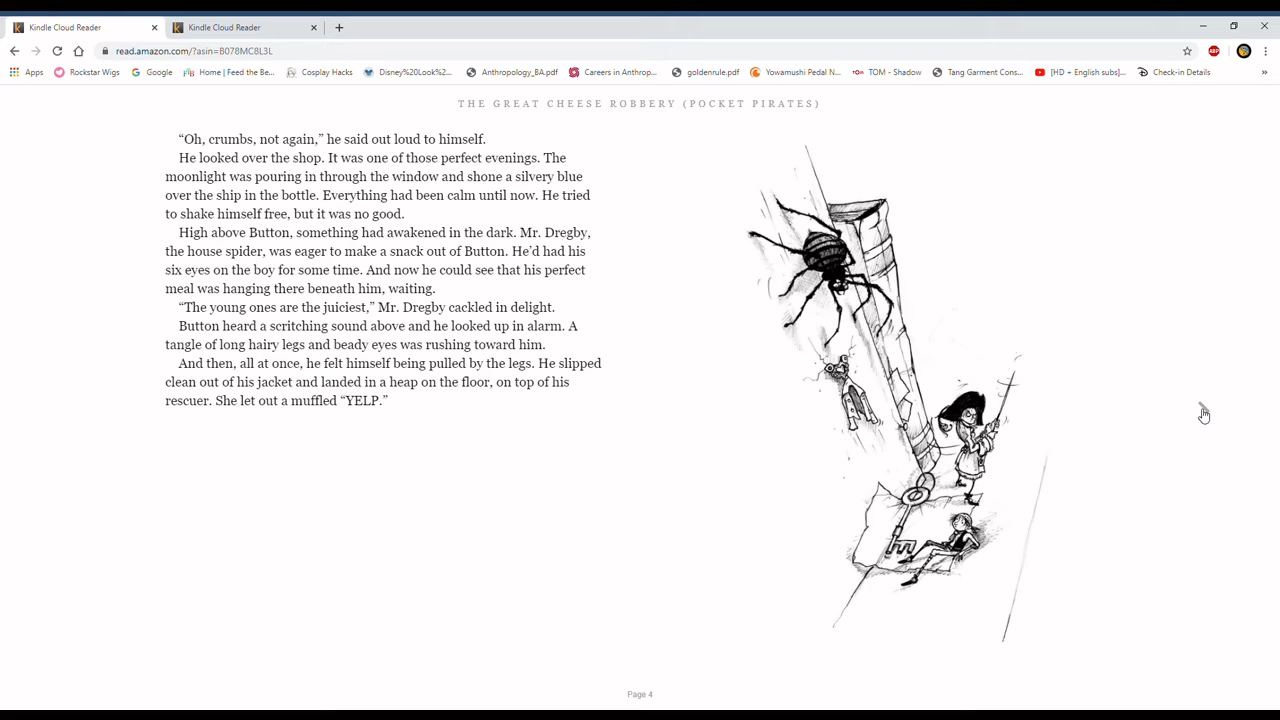 Kindle Cloud Reader
Kindle Cloud Reader
read.amazon.com/?asin=B078MC8L3L
ABP
Apps
Rockstar Wigs
Google
Home | Feed the Be...
Cosplay Hacks
Disney%20Look%2...
Anthropology_BA.pdf
Careers in Anthrop...
goldenrule.pdf
Yowamushi Pedal N...
TOM - Shadow
Tang Garment Cons...
[HD + English subs]...
Check-in Details
THE GREAT CHEESE ROBBERY (POCKET PIRATES)
“Oh, crumbs, not again,” he said out loud to himself.
He looked over the shop. It was one of those perfect evenings. The
moonlight was pouring in through the window and shone a silvery blue
over the ship in the bottle. Everything had been calm until now. He tried
to shake himself free, but it was no good.
High above Button, something had awakened in the dark. Mr. Dregby,
the house spider, was eager to make a snack out of Button. He’d had his
six eyes on the boy for some time. And now he could see that his perfect
meal was hanging there beneath him, waiting.
“The young ones are the juiciest,” Mr. Dregby cackled in delight.
Button heard a scritching sound above and he looked up in alarm. A
tangle of long hairy legs and beady eyes was rushing toward him.
And then, all at once, he felt himself being pulled by the legs. He slipped
clean out of his jacket and landed in a heap on the floor, on top of his
rescuer. She let out a muffled “YELP.”
Page 4